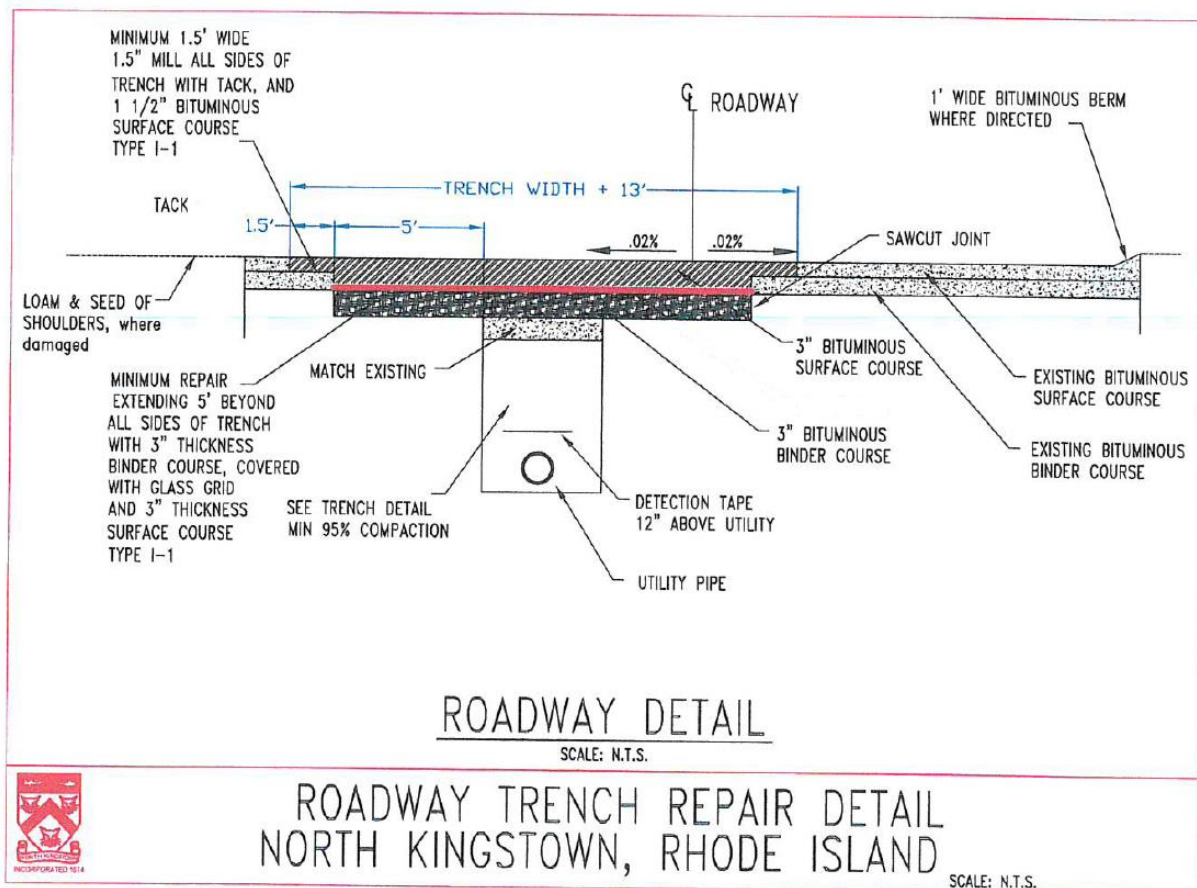 MINIMUM 1.5' WIDE
1.5" MILL ALL SIDES OF
TRENCH WITH TACK, AND
1 1/2" BITUMINOUS
SURFACE COURSE
TYPE I-1
℄ ROADWAY
1' WIDE BITUMINOUS BERM
WHERE DIRECTED
TRENCH WIDTH + 13'
TACK
1.5'
5'
.02%
.02%
SAWCUT JOINT
LOAM & SEED OF
SHOULDERS, where
damaged
MATCH EXISTING
3" BITUMINOUS
SURFACE COURSE
EXISTING BITUMINOUS
SURFACE COURSE
MINIMUM REPAIR
EXTENDING 5' BEYOND
ALL SIDES OF TRENCH
WITH 3" THICKNESS
BINDER COURSE, COVERED
WITH GLASS GRID
AND 3" THICKNESS
SURFACE COURSE
TYPE I-1
3" BITUMINOUS
BINDER COURSE
EXISTING BITUMINOUS
BINDER COURSE
SEE TRENCH DETAIL
MIN 95% COMPACTION
DETECTION TAPE
12" ABOVE UTILITY
UTILITY PIPE
ROADWAY DETAIL
SCALE: N.T.S.
ROADWAY TRENCH REPAIR DETAIL
NORTH KINGSTOWN, RHODE ISLAND
SCALE: N.T.S.
NORTH KINGSTOWN
INCORPORATED 1674